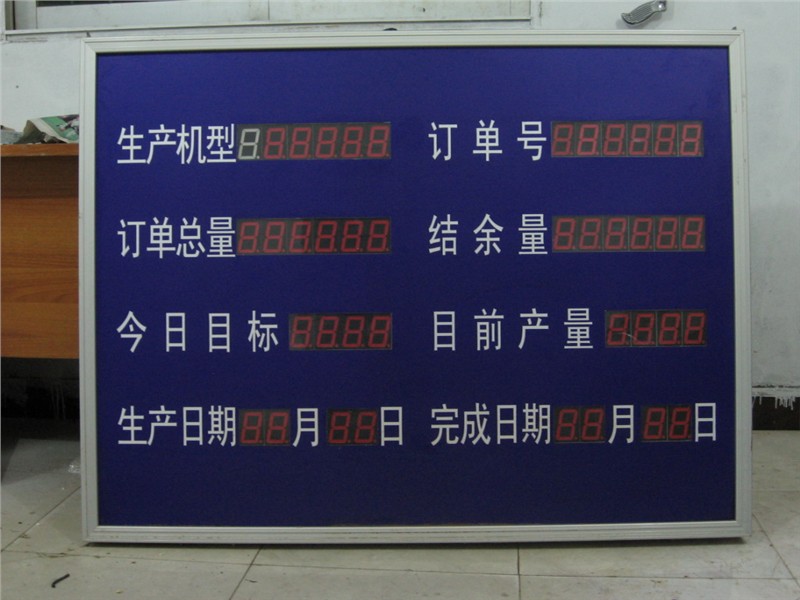 生产机型 订单号
订单总量 结余量
今日目标 目前产量
生产日期 月 日 完成日期 月 日